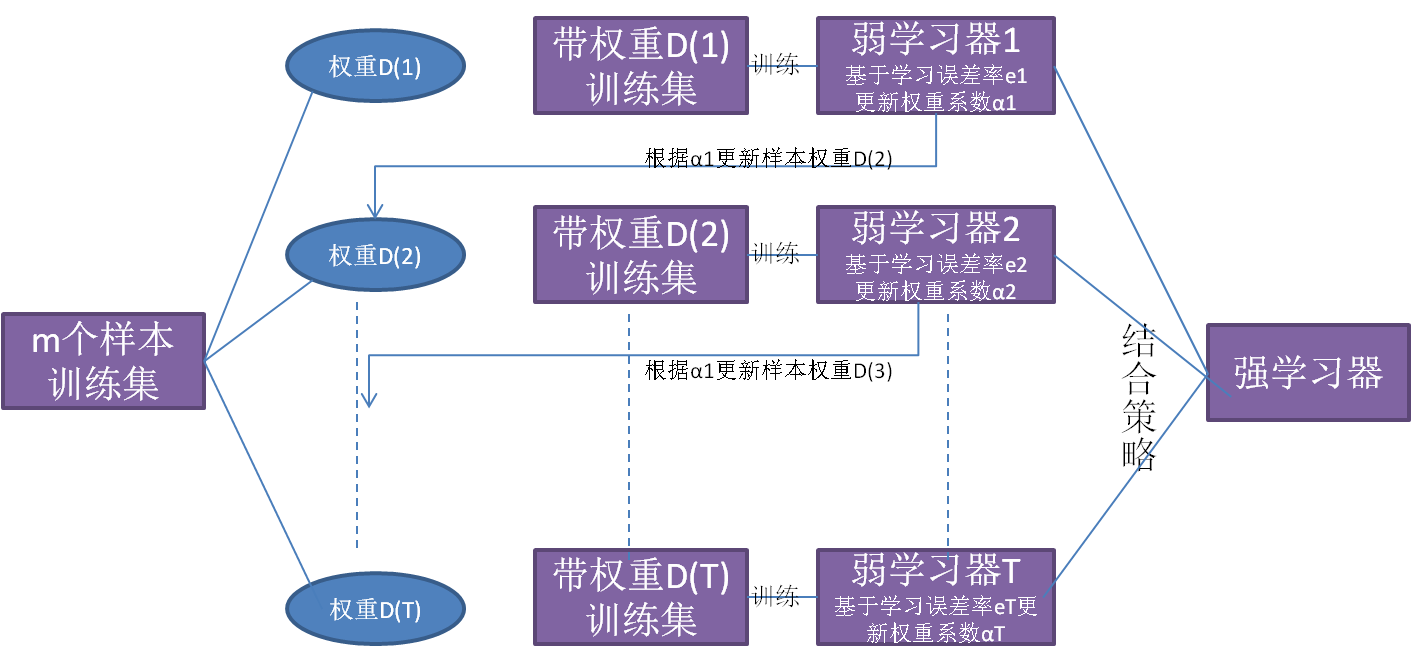 权重D(1)
带权重D(1)
训练集
训练
弱学习器1
基于学习误差率e1
更新权重系数α1
根据α1更新样本权重D(2)
权重D(2)
带权重D(2)
训练集
训练
弱学习器2
基于学习误差率e2
更新权重系数α2
m个样本
训练集
根据α1更新样本权重D(3)
结合策略
强学习器
权重D(T)
带权重D(T)
训练集
训练
弱学习器T
基于学习误差率eT更
新权重系数αT